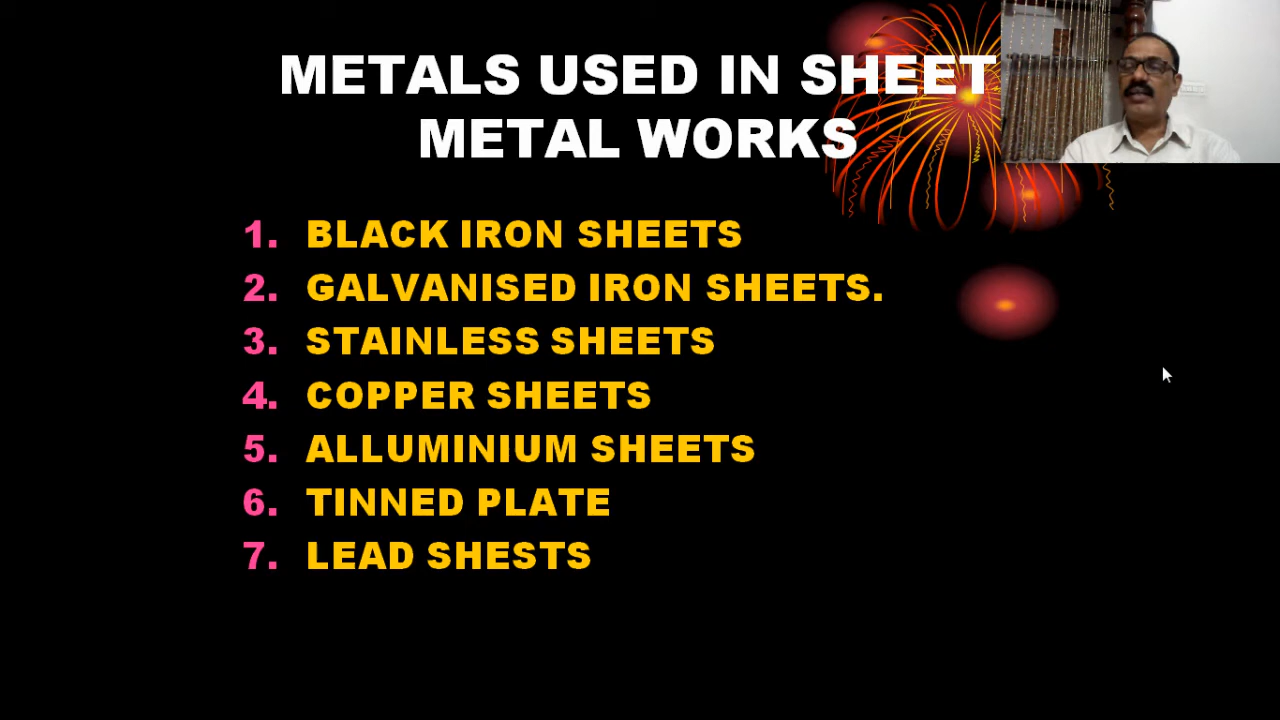 METALS USED IN SHEET
METAL WORKS
1. BLACK IRON SHEETS
2. GALVANISED IRON SHEETS.
3. STAINLESS SHEETS
4. COPPER SHEETS
5. ALLUMINIUM SHEETS
6. TINNED PLATE
7. LEAD SHESTS